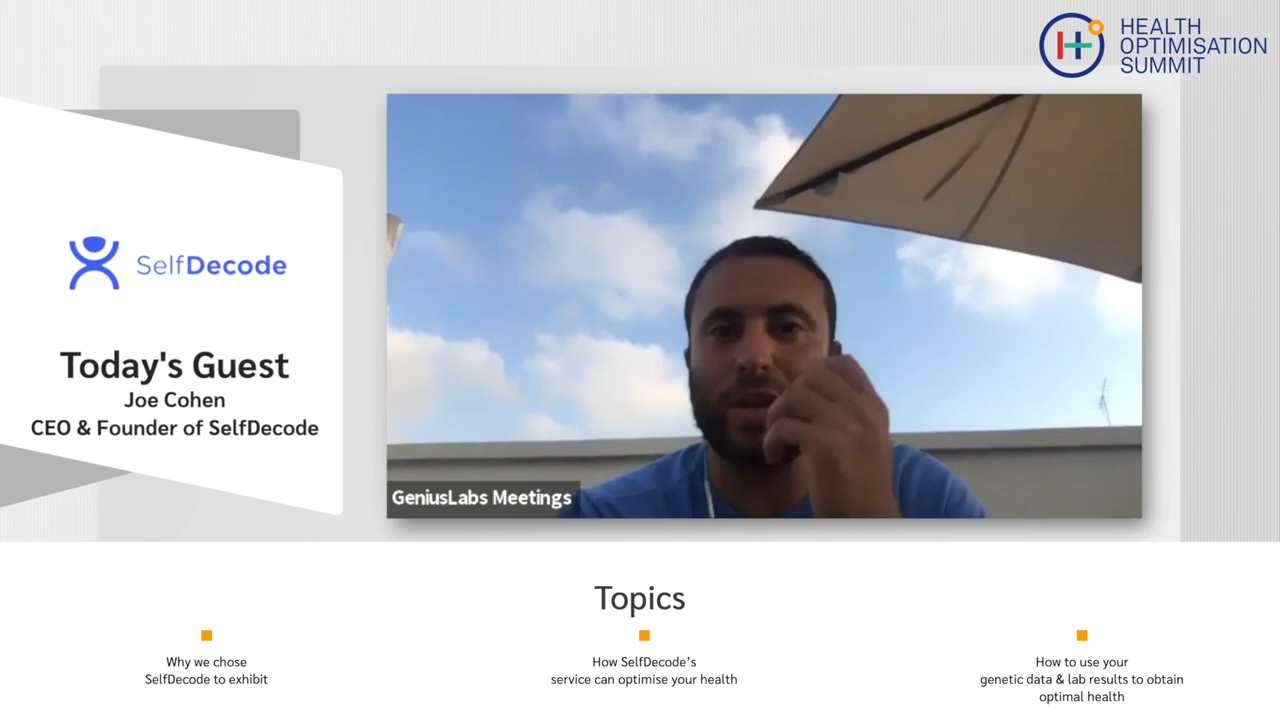 HEALTH
OPTIMISATION
SUMMIT
SelfDecode
Today's Guest
Joe Cohen
CEO & Founder of SelfDecode
GeniusLabs Meetings
Topics
Why we chose
SelfDecode to exhibit
How SelfDecode’s
service can optimise your health
How to use your
genetic data & lab results to obtain
optimal health